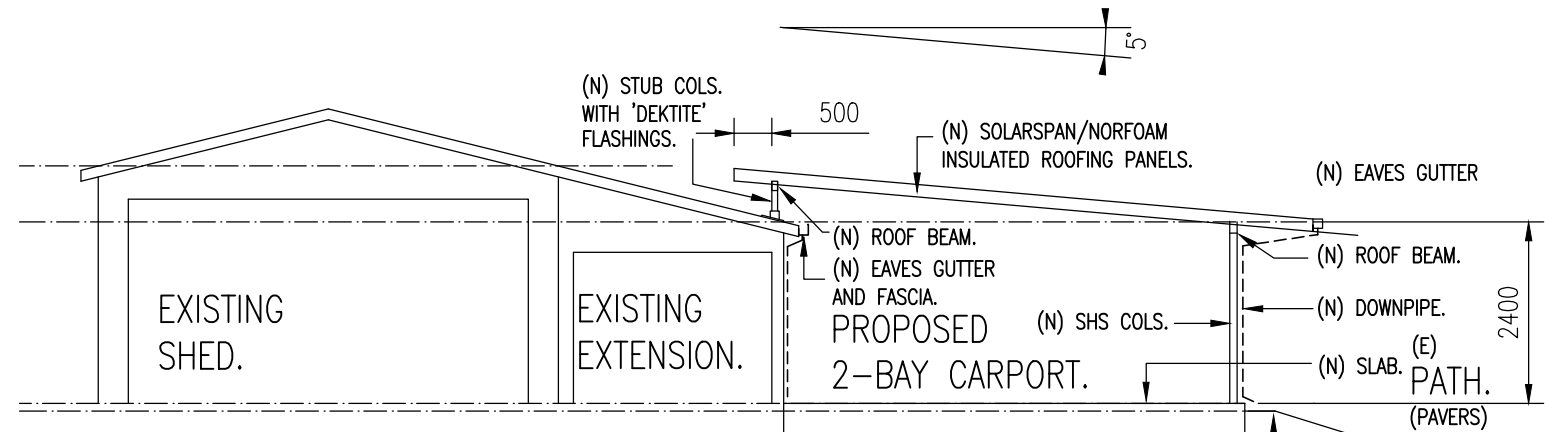 5°
(N) STUB COLS.
WITH 'DEKTITE'
FLASHINGS.
500
(N) SOLARSPAN/NORFOAM
INSULATED ROOFING PANELS.
(N) EAVES GUTTER
(N) ROOF BEAM.
(N) EAVES GUTTER
AND FASCIA.
(N) ROOF BEAM.
EXISTING
SHED.
EXISTING
EXTENSION.
PROPOSED
2-BAY CARPORT.
(N) SHS COLS.
(N) DOWNPIPE.
2400
(N) SLAB.
(E)
PATH.
(PAVERS)